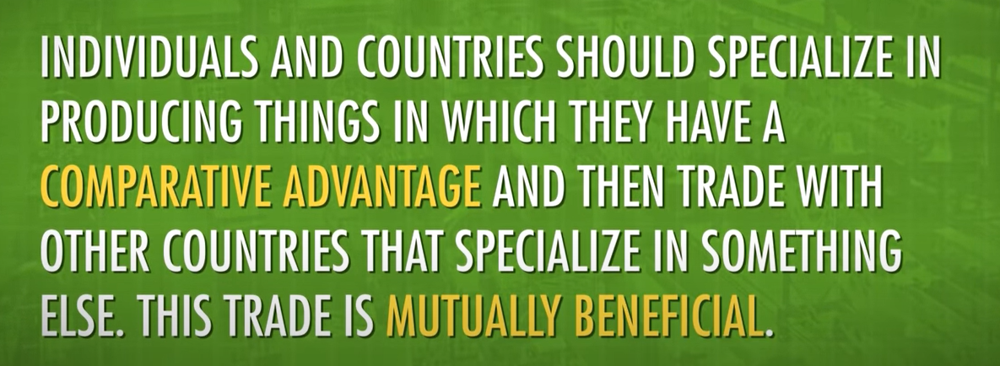 INDIVIDUALS AND COUNTRIES SHOULD SPECIALIZE IN
PRODUCING THINGS IN WHICH THEY HAVE A
COMPARATIVE ADVANTAGE AND THEN TRADE WITH
OTHER COUNTRIES THAT SPECIALIZE IN SOMETHING
ELSE. THIS TRADE IS MUTUALLY BENEFICIAL.